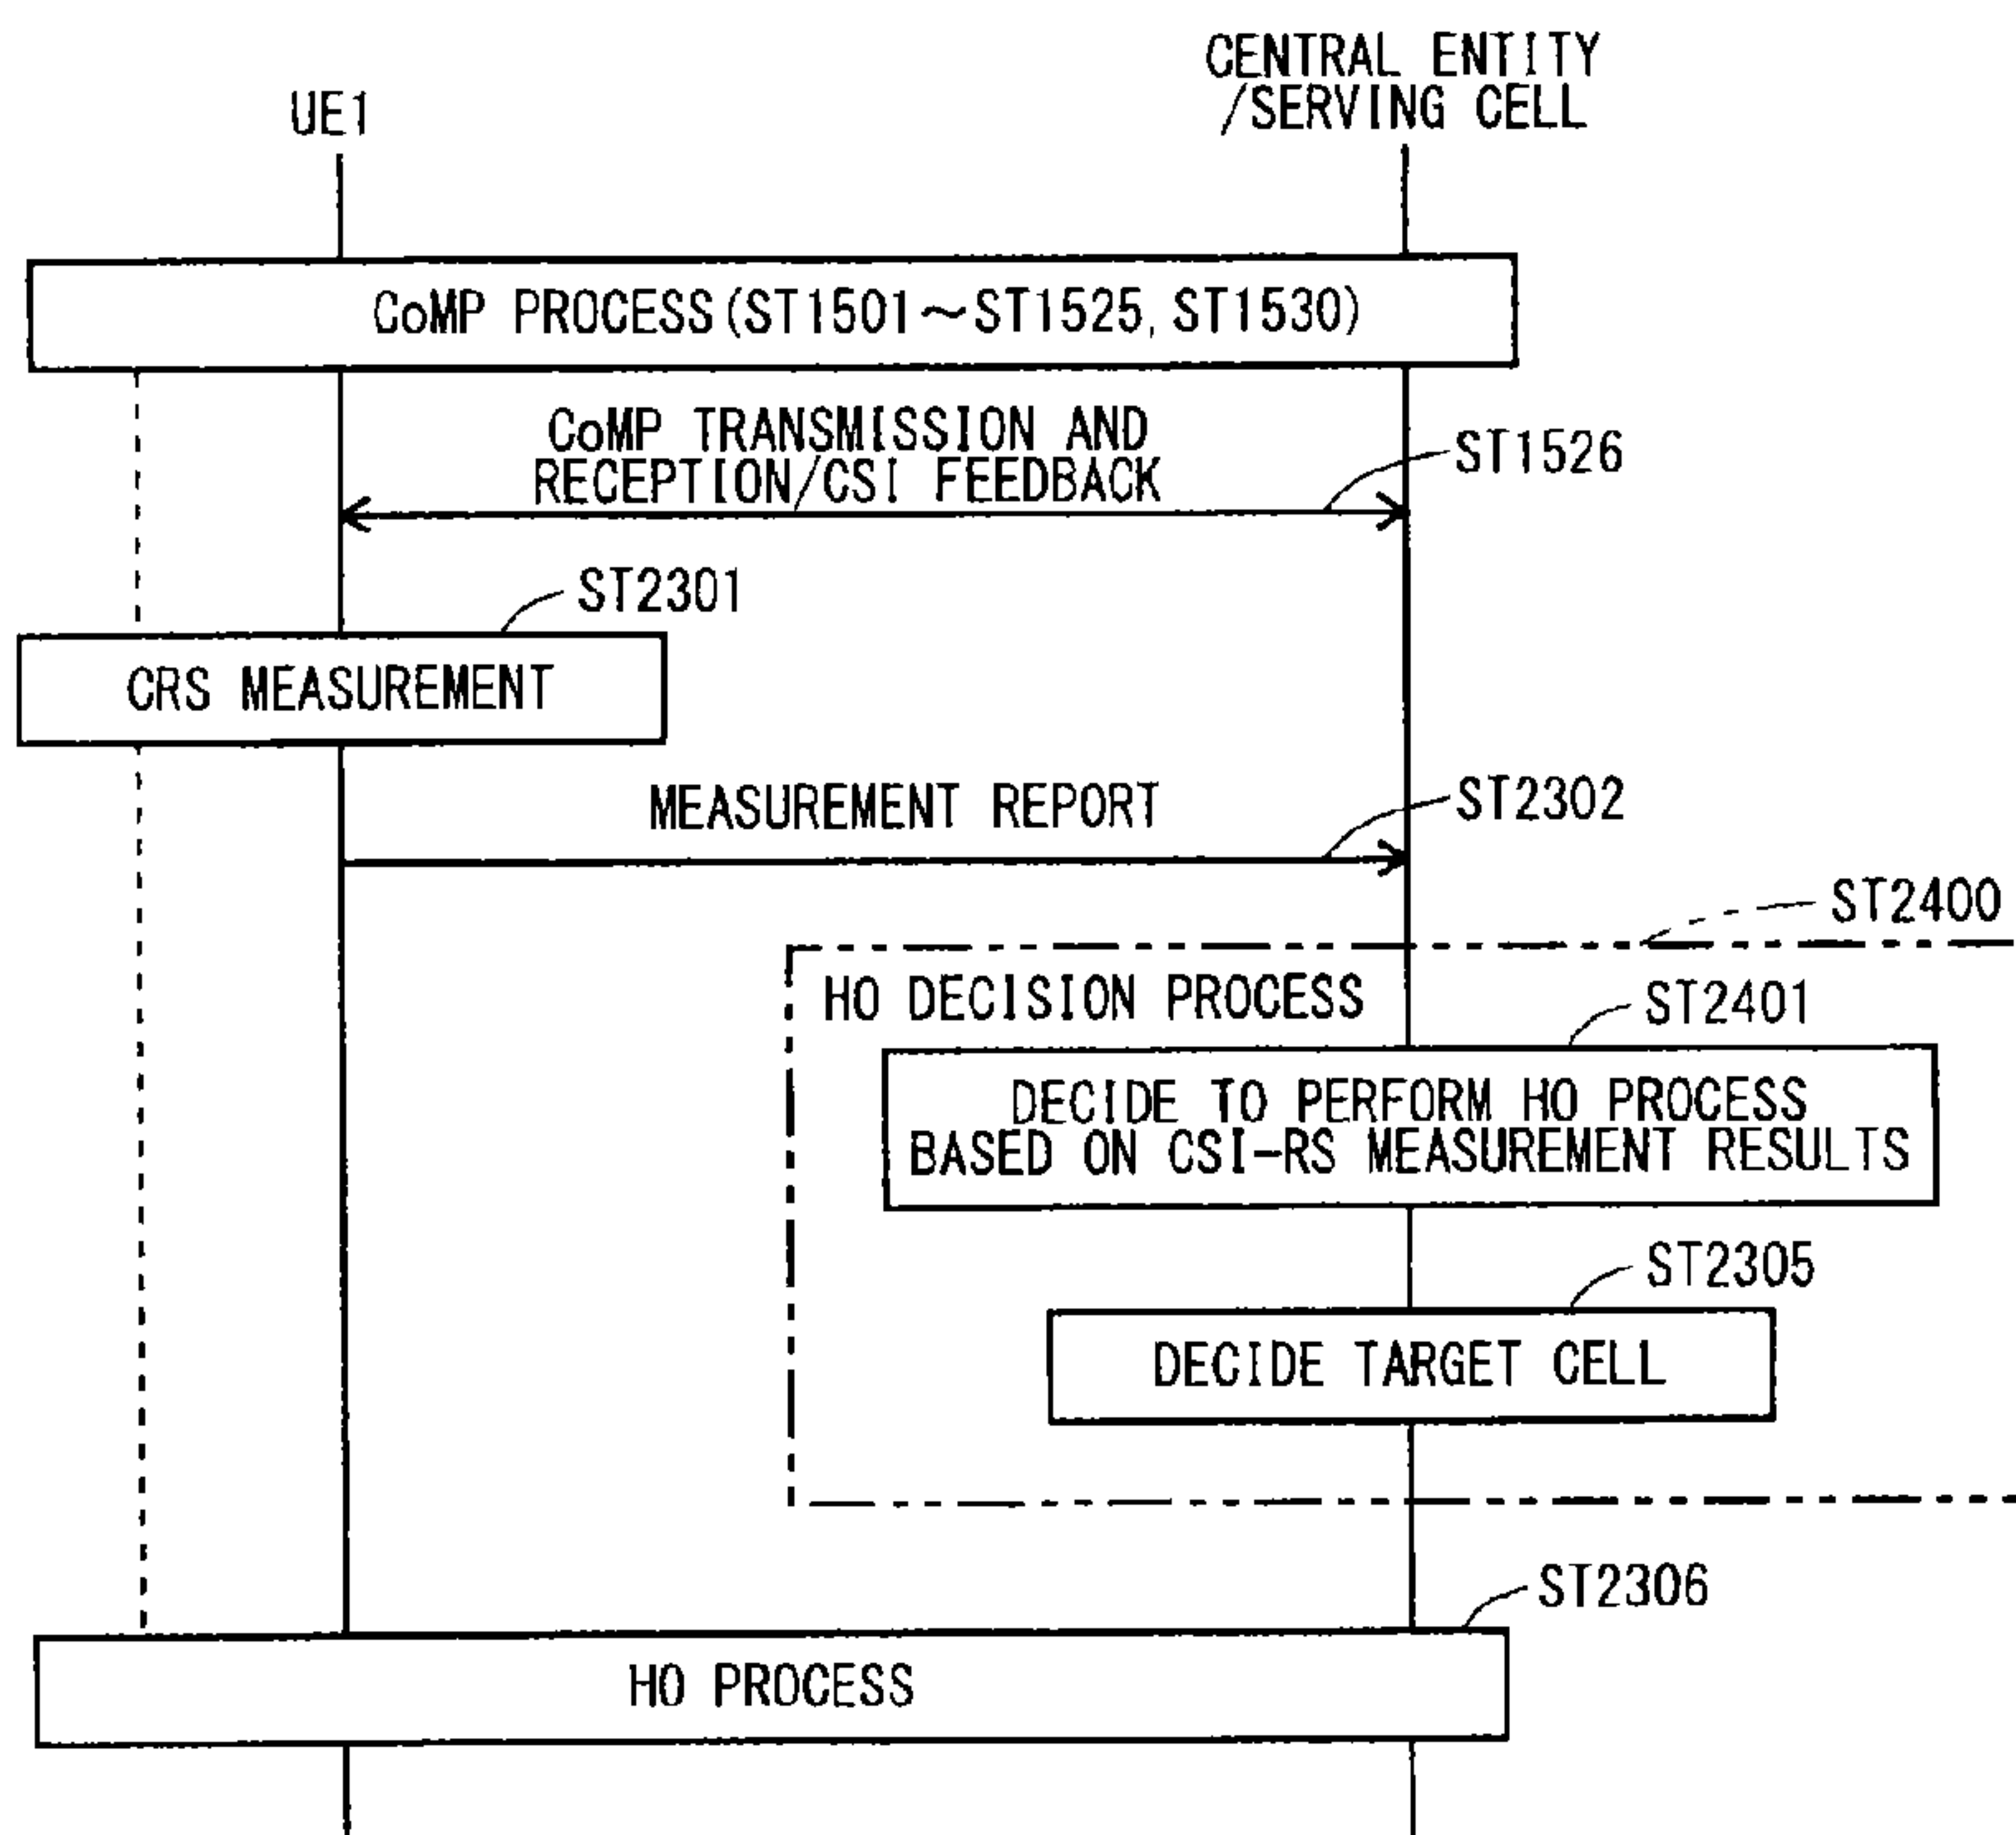 CENTRAL ENTITY
/SERVING CELL
UE1
CoMP PROCESS(ST1501～ST1525, ST1530)
CoMP TRANSMISSION AND
RECEPTION/CSI FEEDBACK
ST1526
ST2301
CRS MEASUREMENT
MEASUREMENT REPORT
ST2302
ST2400
HO DECISION PROCESS
ST2401
DECIDE TO PERFORM HO PROCESS
BASED ON CSI-RS MEASUREMENT RESULTS
ST2305
DECIDE TARGET CELL
ST2306
HO PROCESS